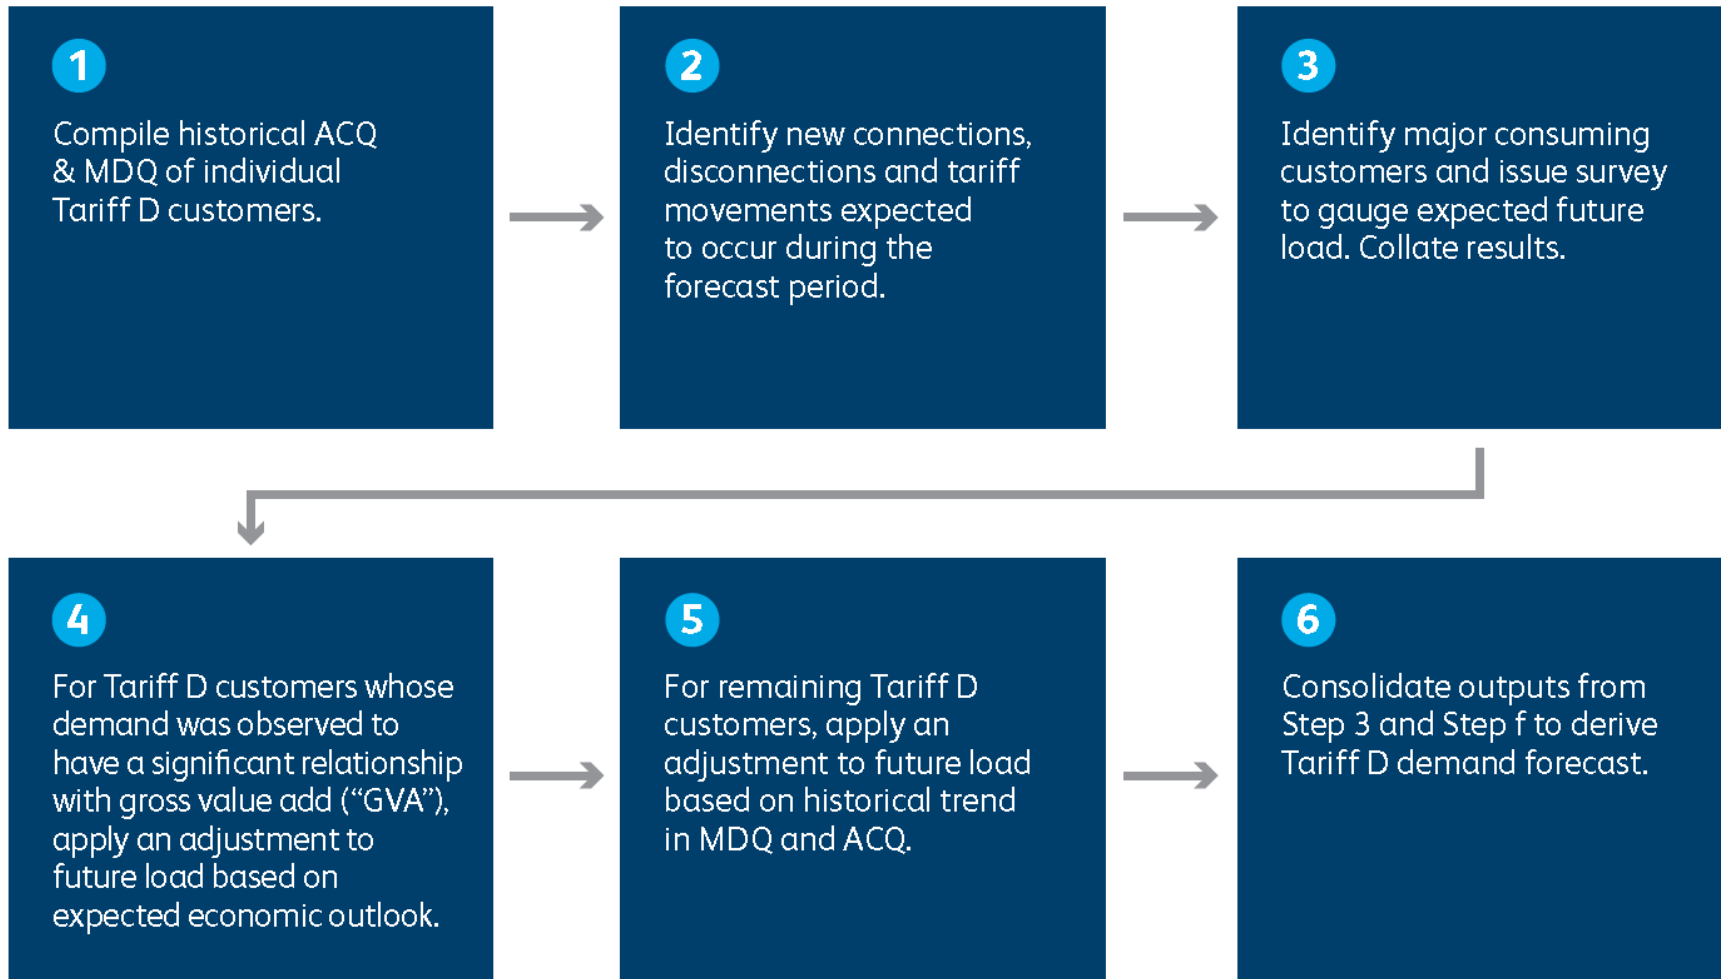 1
Compile historical ACQ
& MDQ of individual
Tariff D customers.
2
Identify new connections,
disconnections and tariff
movements expected
to occur during the
forecast period.
3
Identify major consuming
customers and issue survey
to gauge expected future
load. Collate results.
4
For Tariff D customers whose
demand was observed to
have a significant relationship
with gross value add (“GVA”),
apply an adjustment to
future load based on
expected economic outlook.
5
For remaining Tariff D
customers, apply an
adjustment to future load
based on historical trend
in MDQ and ACQ.
6
Consolidate outputs from
Step 3 and Step f to derive
Tariff D demand forecast.